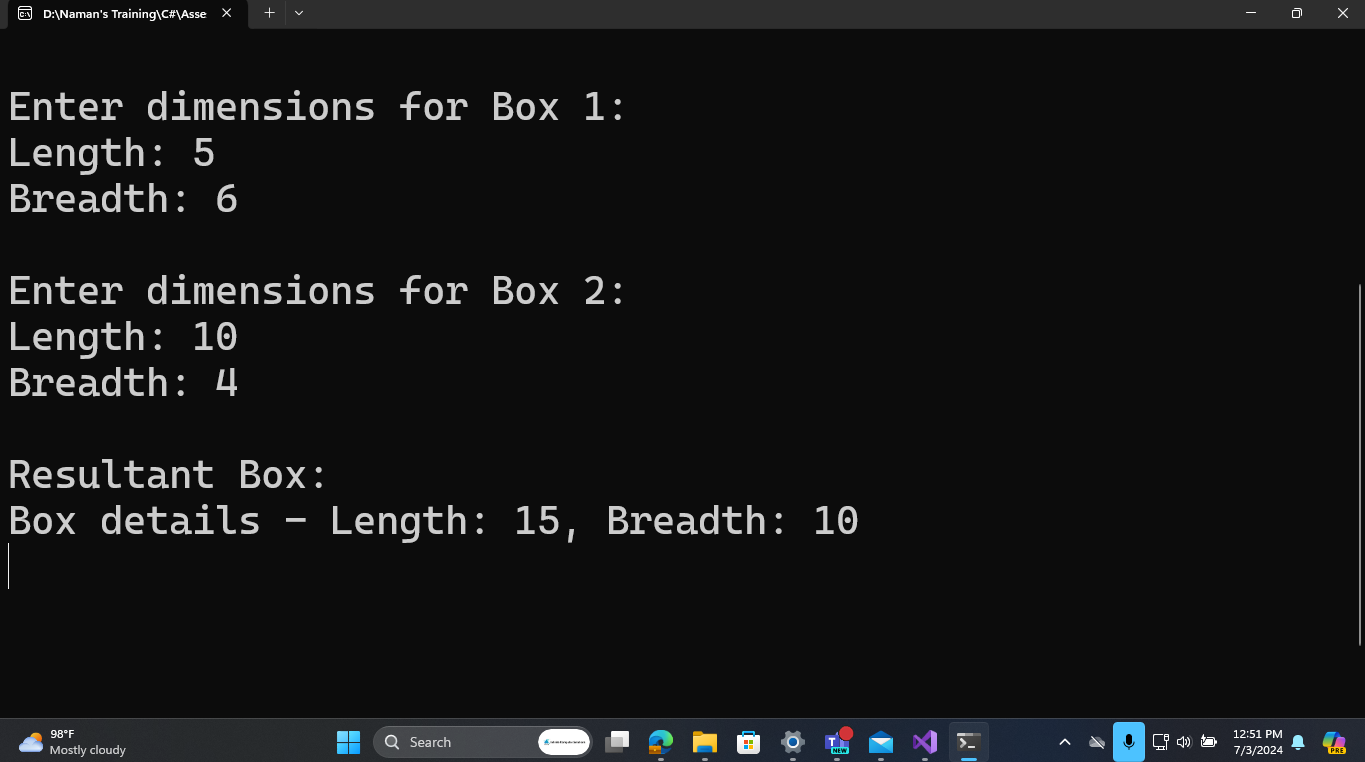 D:\Naman's Training\C#\Asse
Enter dimensions for Box 1:
Length: 5
Breadth: 6
Enter dimensions for Box 2:
Length: 10
Breadth: 4
Resultant Box:
Box details - Length: 15, Breadth: 10
98°F
Mostly cloudy
Search
NEW
12:51 PM
7/3/2024
PRE